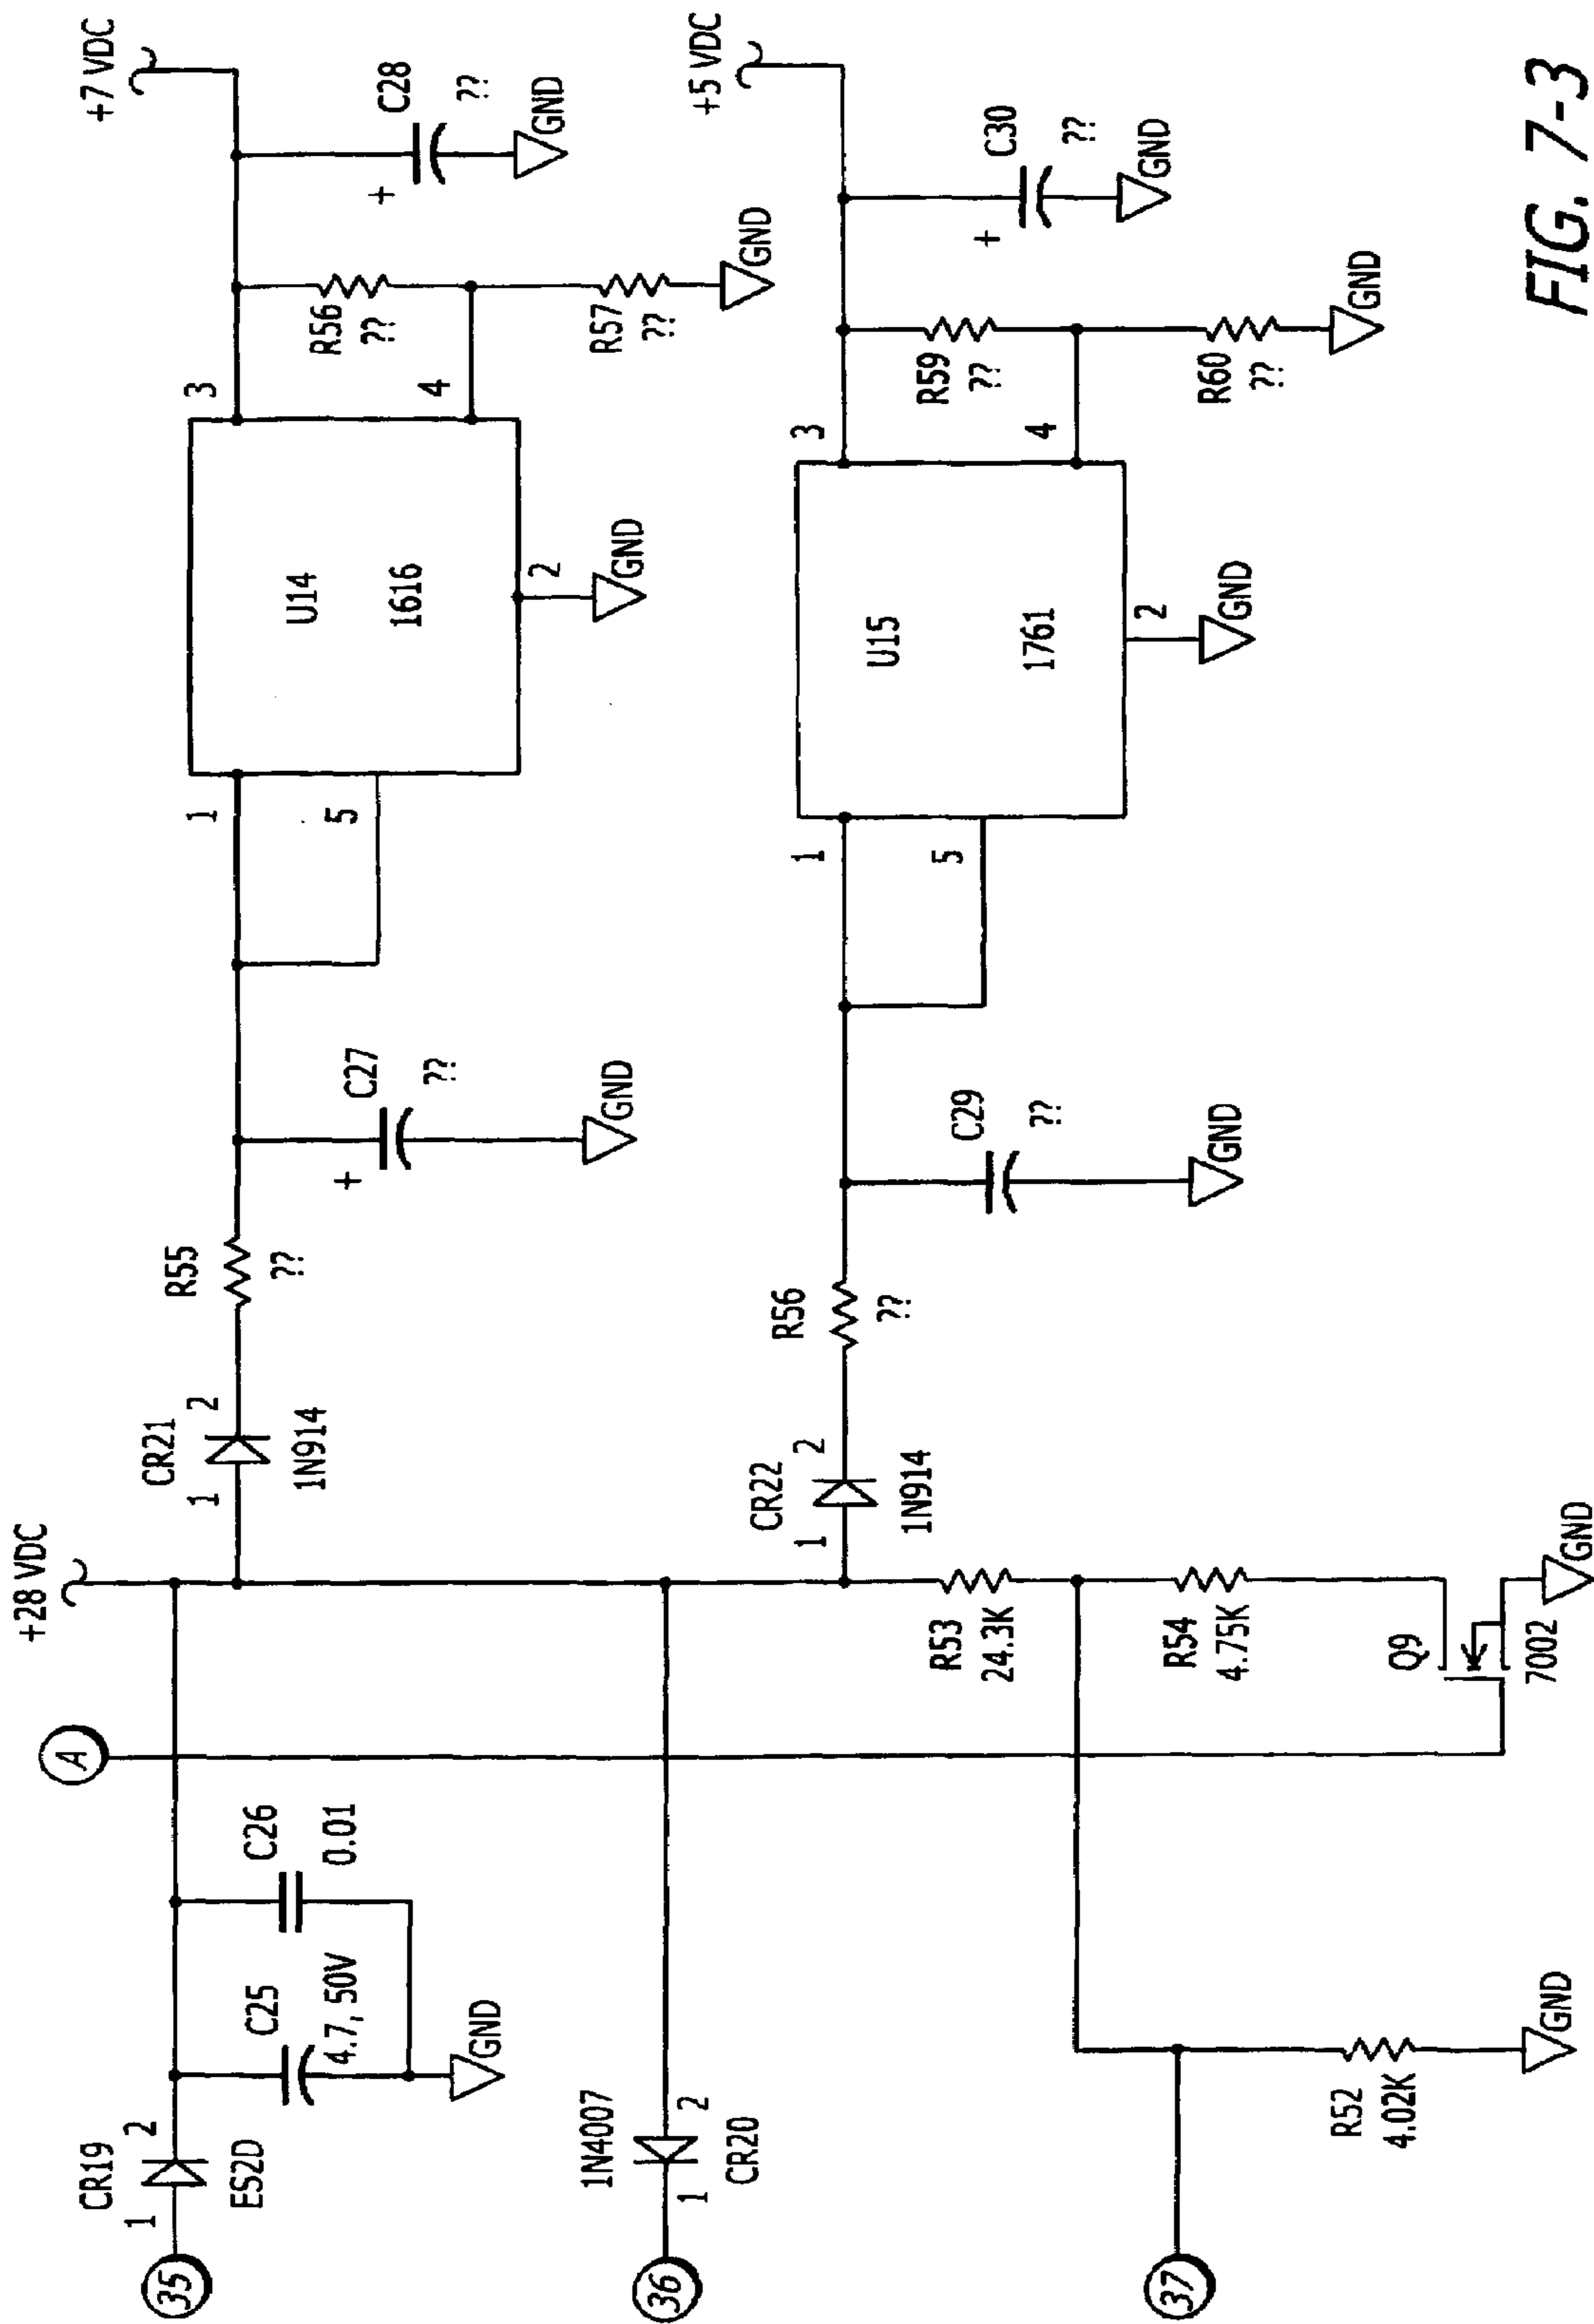 +28 VDC
+7 VDC
A
35
CR19
1
2
ES2D
C25
4.7, 50V
GND
C26
0.01
CR21
1
2
1N914
R55
??
C27
+
??
GND
1
5
U14
1616
2
GND
3
4
R56
??
R57
??
GND
C28
+
??
GND
+5 VDC
36
1N4007
1
2
CR20
CR22
1
2
1N914
R56
??
C29
??
GND
1
5
U15
1761
2
GND
3
4
R59
??
R60
??
GND
C30
+
??
GND
37
R52
4.02K
GND
R53
24.3K
R54
4.75K
Q9
7002
GND
FIG. 7-3